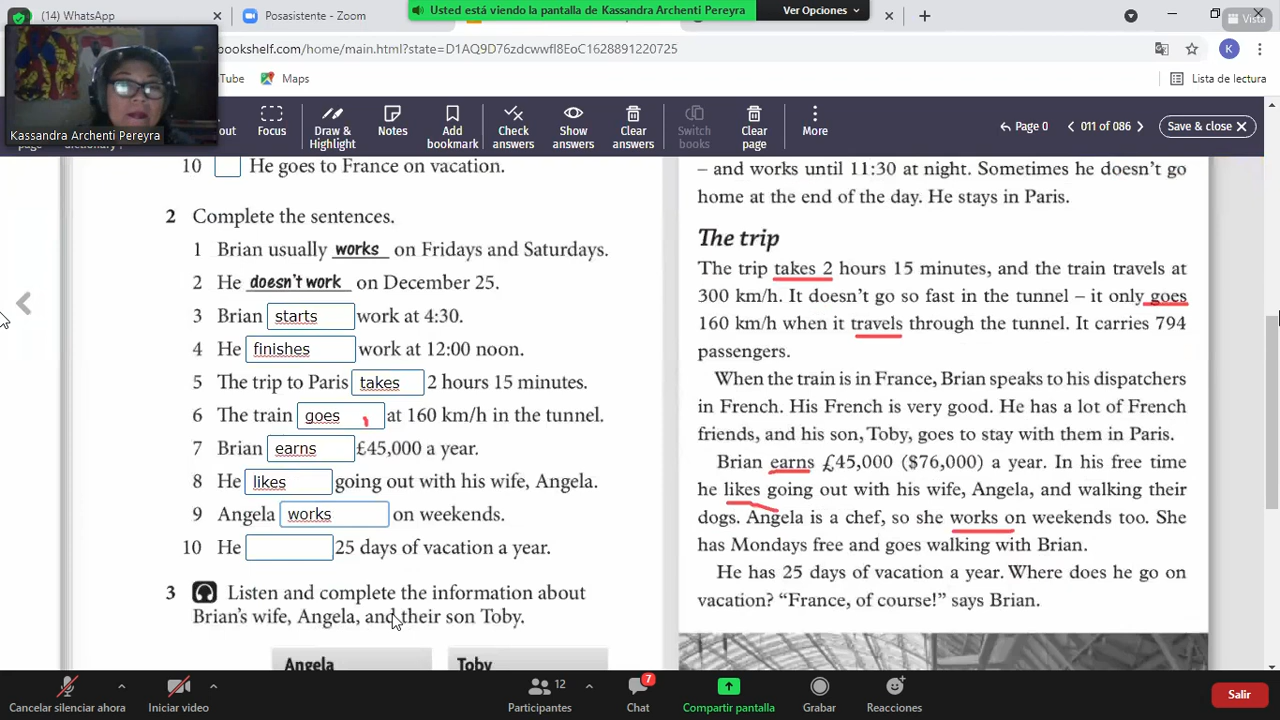 (14) WhatsApp
Posasistente - Zoom
Usted está viendo la pantalla de Kassandra Archenti Pereyra
Ver Opciones
Vista
bookshelf.com/home/main.html?state=D1AQ9D76zdcwwfl8EoC1628891220725
K
Tube
Maps
Lista de lectura
Kassandra Archenti Pereyra
out
Focus
Draw & Highlight
Notes
Add bookmark
Check answers
Show answers
Clear answers
Switch books
Clear page
More
Page 0
011 of 086
Save & close
page
dictionary
10 He goes to France on vacation.
2 Complete the sentences.
1 Brian usually works on Fridays and Saturdays.
2 He doesn't work on December 25.
3 Brian starts work at 4:30.
4 He finishes work at 12:00 noon.
5 The trip to Paris takes 2 hours 15 minutes.
6 The train goes at 160 km/h in the tunnel.
7 Brian earns £45,000 a year.
8 He likes going out with his wife, Angela.
9 Angela works on weekends.
10 He 25 days of vacation a year.
3 Listen and complete the information about
Brian's wife, Angela, and their son Toby.
Angela
Toby
– and works until 11:30 at night. Sometimes he doesn't go
home at the end of the day. He stays in Paris.
The trip
The trip takes 2 hours 15 minutes, and the train travels at
300 km/h. It doesn't go so fast in the tunnel – it only goes
160 km/h when it travels through the tunnel. It carries 794
passengers.
When the train is in France, Brian speaks to his dispatchers
in French. His French is very good. He has a lot of French
friends, and his son, Toby, goes to stay with them in Paris.
Brian earns £45,000 ($76,000) a year. In his free time
he likes going out with his wife, Angela, and walking their
dogs. Angela is a chef, so she works on weekends too. She
has Mondays free and goes walking with Brian.
He has 25 days of vacation a year. Where does he go on
vacation? “France, of course!” says Brian.
Cancelar silenciar ahora
Iniciar video
12
Participantes
7
Chat
Compartir pantalla
Grabar
Reacciones
Salir